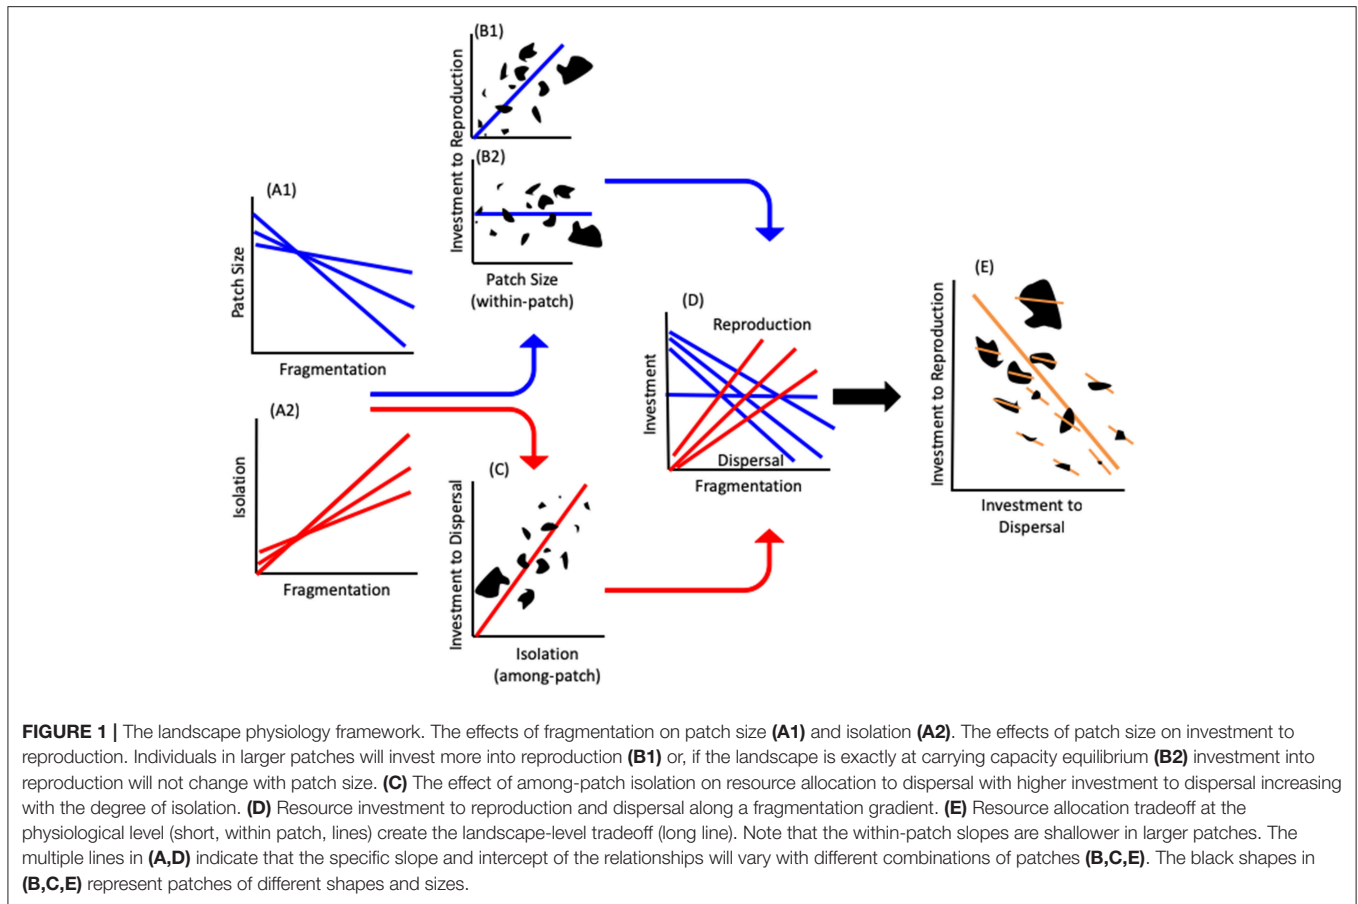 (A1)
Patch Size
Fragmentation
(A2)
Isolation
Fragmentation
(B1)
Investment to Reproduction
(B2)
Patch Size
(within-patch)
(C)
Investment to Dispersal
Isolation
(among-patch)
(D)
Reproduction
Investment
Dispersal
Fragmentation
(E)
Investment to Reproduction
Investment to
Dispersal
FIGURE 1 | The landscape physiology framework. The effects of fragmentation on patch size (A1) and isolation (A2). The effects of patch size on investment to
reproduction. Individuals in larger patches will invest more into reproduction (B1) or, if the landscape is exactly at carrying capacity equilibrium (B2) investment into
reproduction will not change with patch size. (C) The effect of among-patch isolation on resource allocation to dispersal with higher investment to dispersal increasing
with the degree of isolation. (D) Resource investment to reproduction and dispersal along a fragmentation gradient. (E) Resource allocation tradeoff at the
physiological level (short, within patch, lines) create the landscape-level tradeoff (long line). Note that the within-patch slopes are shallower in larger patches. The
multiple lines in (A,D) indicate that the specific slope and intercept of the relationships will vary with different combinations of patches (B,C,E). The black shapes in
(B,C,E) represent patches of different shapes and sizes.